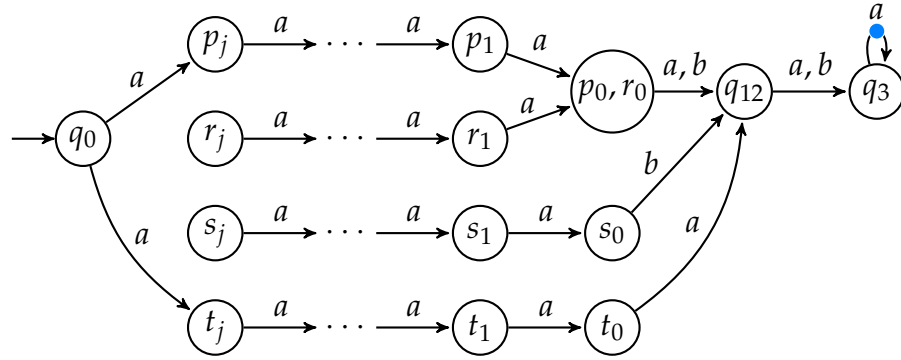 a
p_j a ··· a p_1 a
a p_0, r_0 a, b q_12 a, b q_3
q_0 r_j a ··· a r_1 a
b
a s_j a ··· a s_1 a s_0 a
t_j a ··· a t_1 a t_0